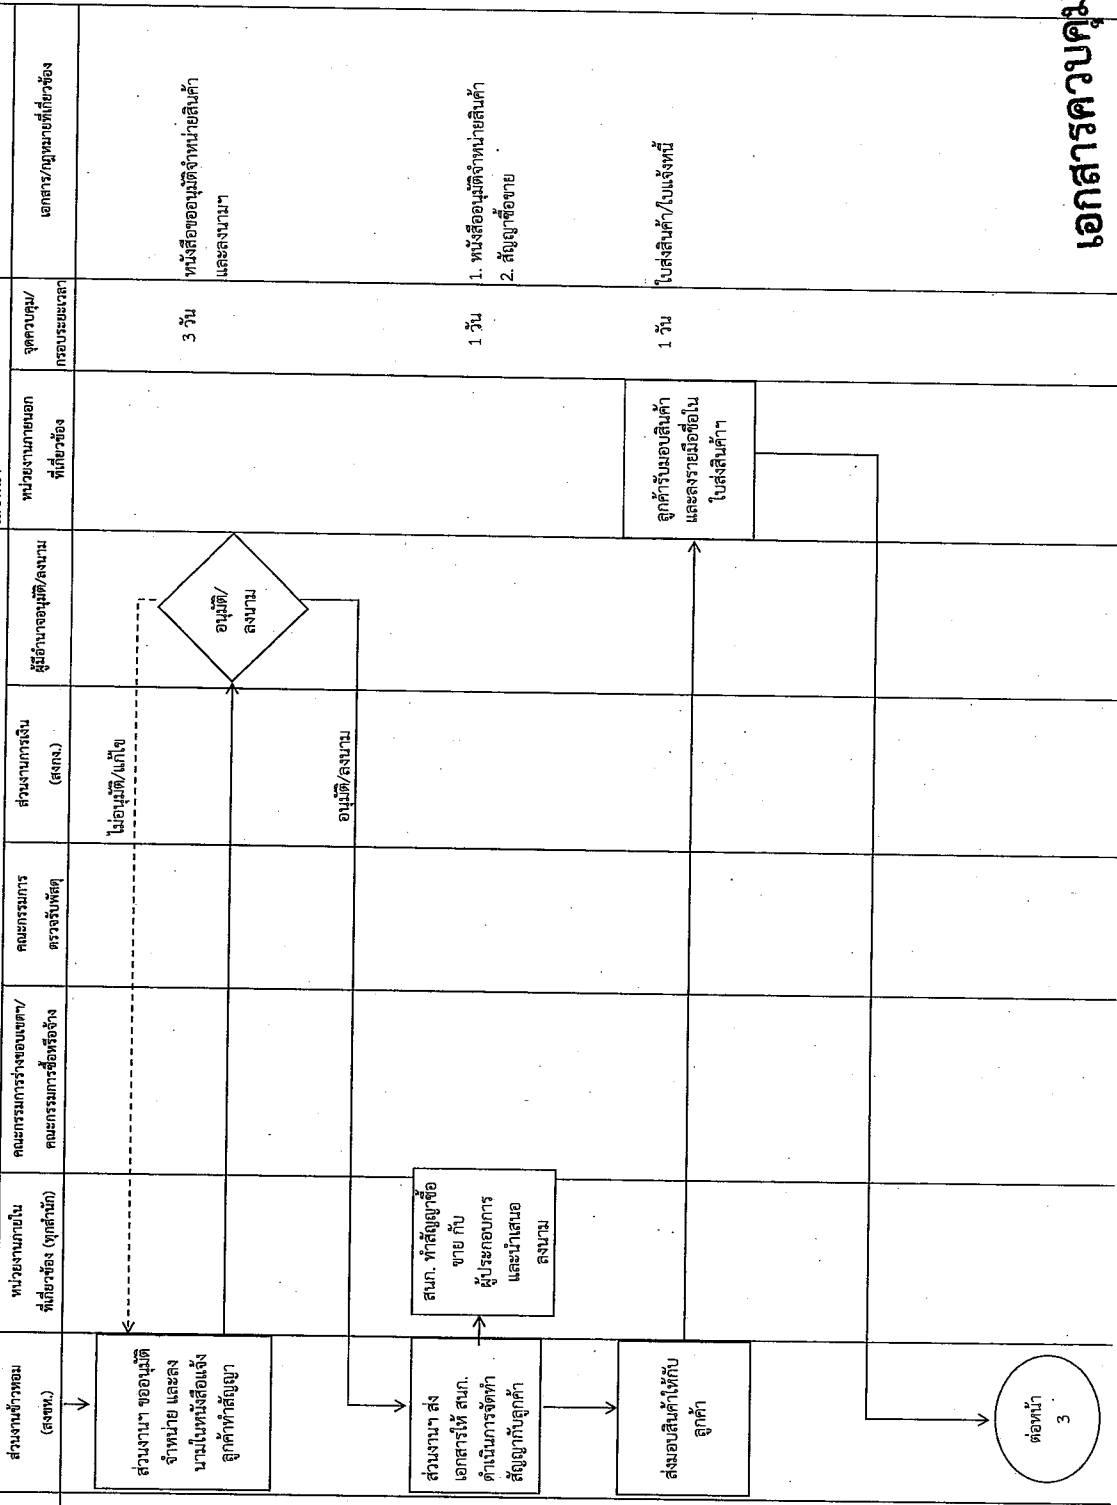 ส่วนงานข้าวหอม
(สงขห.)
หน่วยงานภายใน
ที่เกี่ยวข้อง (ทุกสำนัก)
คณะกรรมการร่างขอบเขตฯ/
คณะกรรมการซื้อหรือจ้าง
คณะกรรมการ
ตรวจรับพัสดุ
ส่วนงานการเงิน
(สงกง.)
ผู้มีอำนาจอนุมัติ/ลงนาม
หน่วยงานภายนอก
ที่เกี่ยวข้อง
จุดควบคุม/
กรอบระยะเวลา
เอกสาร/กฎหมายที่เกี่ยวข้อง
ส่วนงานฯ ขออนุมัติ
จำหน่าย และลง
นามในหนังสือแจ้ง
ลูกค้าทำสัญญา
ไม่อนุมัติ/แก้ไข
อนุมัติ/
ลงนาม
3 วัน
หนังสือขออนุมัติจำหน่ายสินค้า
และลงนามฯ
อนุมัติ/ลงนาม
ส่วนงานฯ ส่ง
เอกสารให้ สนก.
ดำเนินการจัดทำ
สัญญากับลูกค้า
สนก. ทำสัญญาซื้อ
ขาย กับ
ผู้ประกอบการ
และนำเสนอ
ลงนาม
1 วัน
1. หนังสืออนุมัติจำหน่ายสินค้า
2. สัญญาซื้อขาย
ส่งมอบสินค้าให้กับ
ลูกค้า
ลูกค้ารับมอบสินค้า
และลงรายมือชื่อใน
ใบส่งสินค้าฯ
1 วัน
ใบส่งสินค้า/ใบแจ้งหนี้
ต่อหน้า
3
เอกสารควบคุม